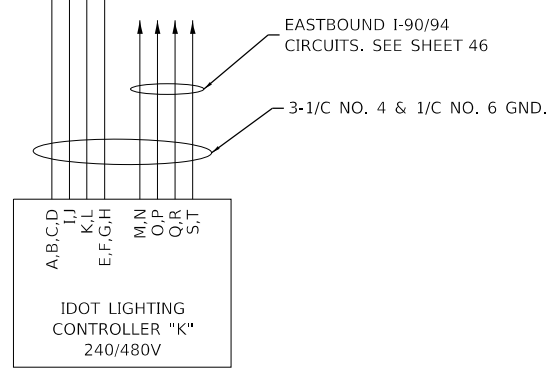 EASTBOUND I-90/94
CIRCUITS. SEE SHEET 46
3-1/C NO. 4 & 1/C NO. 6 GND.
A,B,C,D
I,J
K,L
E,F,G,H
M,N
O,P
Q,R
S,T
IDOT LIGHTING
CONTROLLER "K"
240/480V